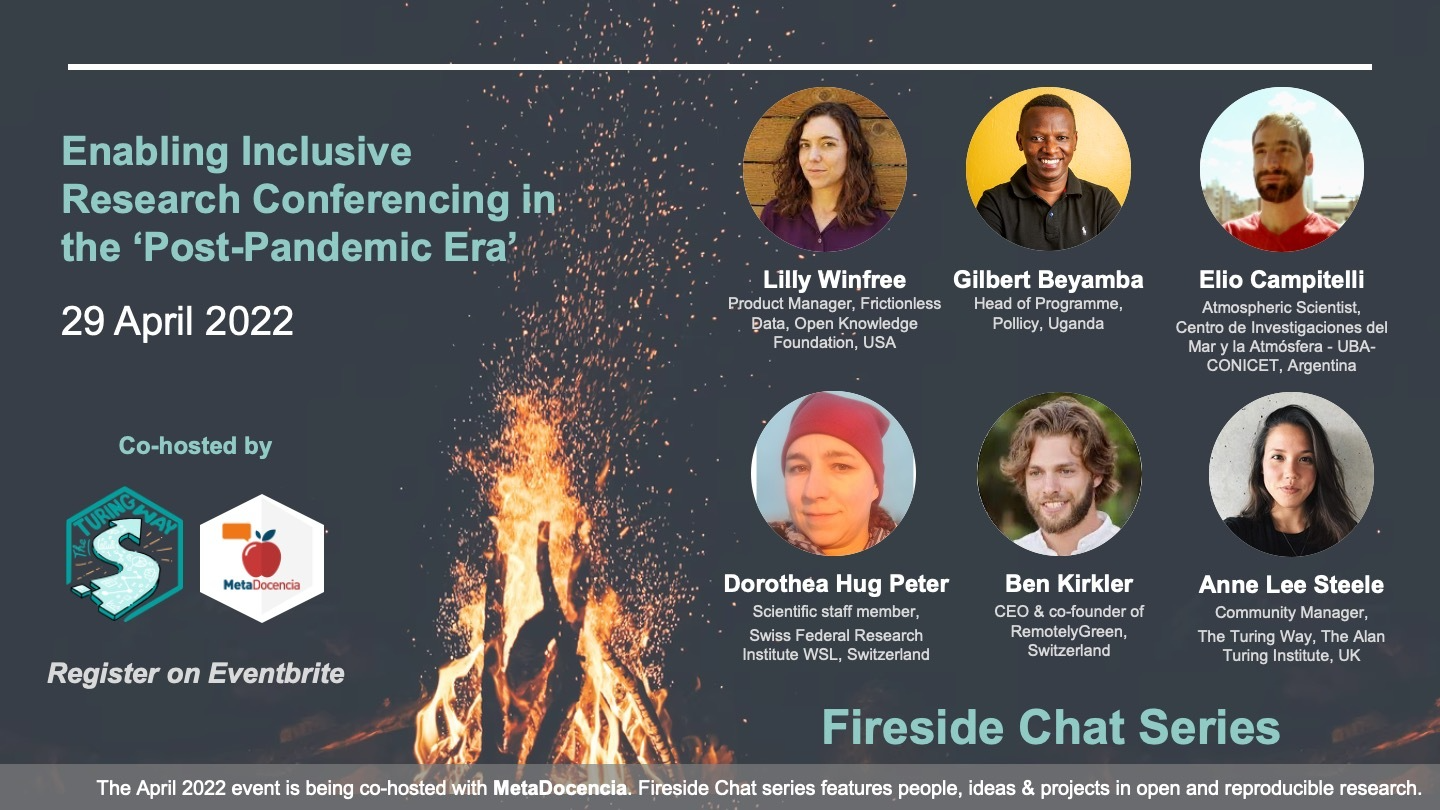 Enabling Inclusive
Research Conferencing in
the ‘Post-Pandemic Era’
29 April 2022
Co-hosted by
The TURING WAY
MetaDocencia
Register on Eventbrite
Lilly Winfree
Product Manager, Frictionless
Data, Open Knowledge
Foundation, USA
Gilbert Beyamba
Head of Programme,
Pollicy, Uganda
Elio Campitelli
Atmospheric Scientist,
Centro de Investigaciones del
Mar y la Atmósfera - UBA-
CONICET, Argentina
Dorothea Hug Peter
Scientific staff member,
Swiss Federal Research
Institute WSL, Switzerland
Ben Kirkler
CEO & co-founder of
RemotelyGreen,
Switzerland
Anne Lee Steele
Community Manager,
The Turing Way, The Alan
Turing Institute, UK
Fireside Chat Series
The April 2022 event is being co-hosted with MetaDocencia. Fireside Chat series features people, ideas & projects in open and reproducible research.